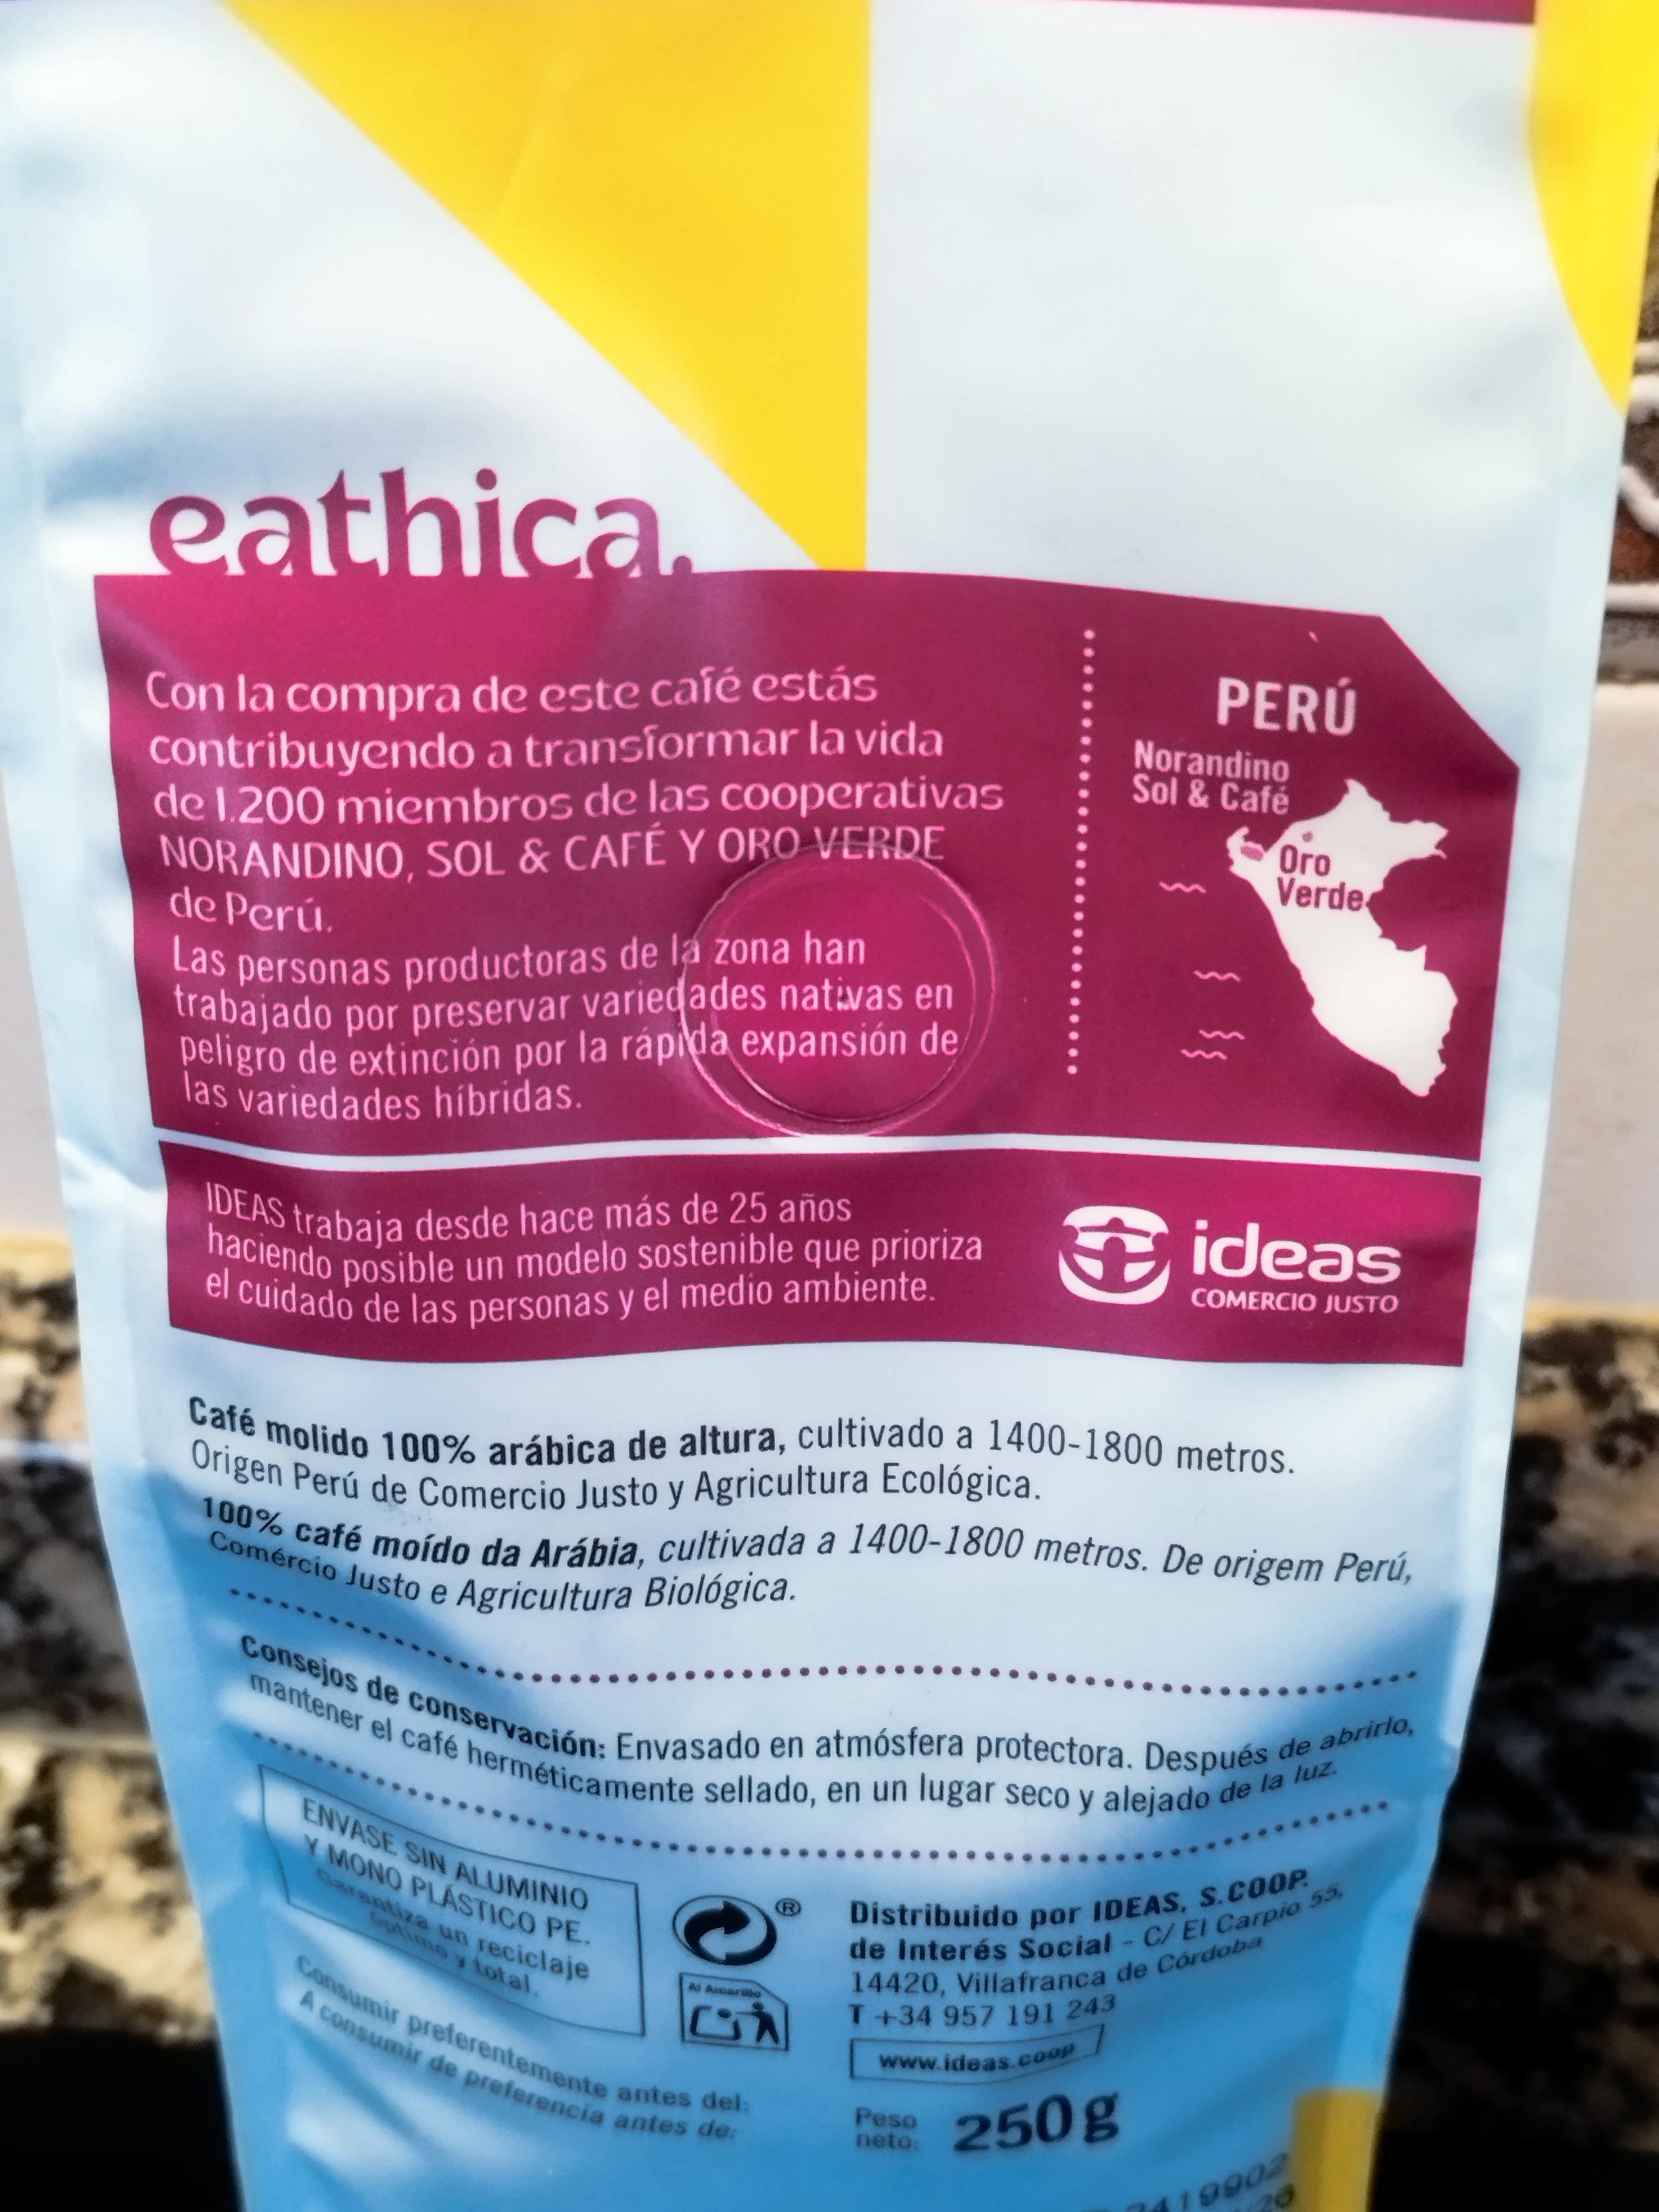 eathica.
Con la compra de este café estás
contribuyendo a transformar la vida
de 1.200 miembros de las cooperativas
NORANDINO, SOL & CAFÉ Y ORO VERDE
de Perú.
Las personas productoras de la zona han
trabajado por preservar variedades nativas en
peligro de extinción por la rápida expansión de
las variedades híbridas.
PERÚ
Norandino
Sol & Café
Oro
Verde
IDEAS trabaja desde hace más de 25 años
haciendo posible un modelo sostenible que prioriza
el cuidado de las personas y el medio ambiente.
ideas
COMERCIO JUSTO
Café molido 100% arábica de altura, cultivado a 1400-1800 metros.
Origen Perú de Comercio Justo y Agricultura Ecológica.
100% café moído da Arábia, cultivada a 1400-1800 metros. De origem Perú,
Comércio Justo e Agricultura Biológica.
Consejos de conservación: Envasado en atmósfera protectora. Después de abrirlo,
mantener el café herméticamente sellado, en un lugar seco y alejado de la luz.
ENVASE SIN ALUMINIO
Y MONO PLÁSTICO PE.
Garantiza un reciclaje
óptimo y total.
Consumir preferentemente antes del:
A consumir de preferencia antes de:
®
Al Amarillo
Distribuido por IDEAS, S.COOP.
de Interés Social - C/ El Carpio 55,
14420, Villafranca de Córdoba
T +34 957 191 243
www.ideas.coop
Peso
neto:
250g